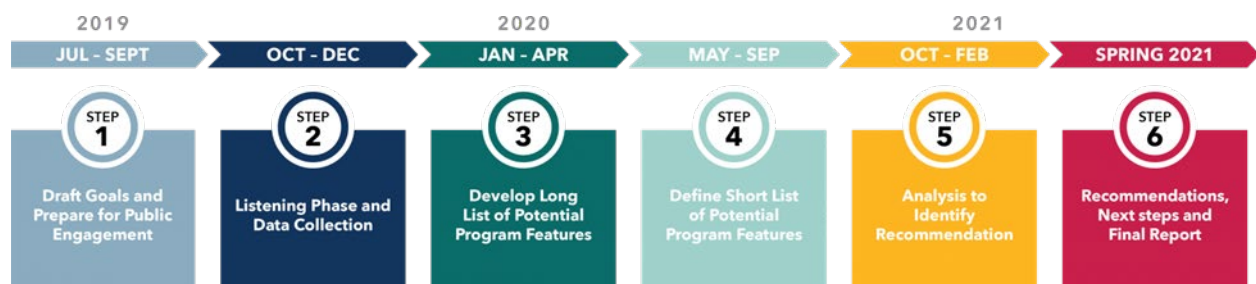 2019
2020
2021
JUL - SEPT
OCT - DEC
JAN - APR
MAY - SEP
OCT - FEB
SPRING 2021
STEP
1
Draft Goals and
Prepare for Public
Engagement
STEP
2
Listening Phase and
Data Collection
STEP
3
Develop Long
List of Potential
Program Features
STEP
4
Define Short List
of Potential
Program Features
STEP
5
Analysis to
Identify
Recommendation
STEP
6
Recommendations,
Next steps and
Final Report